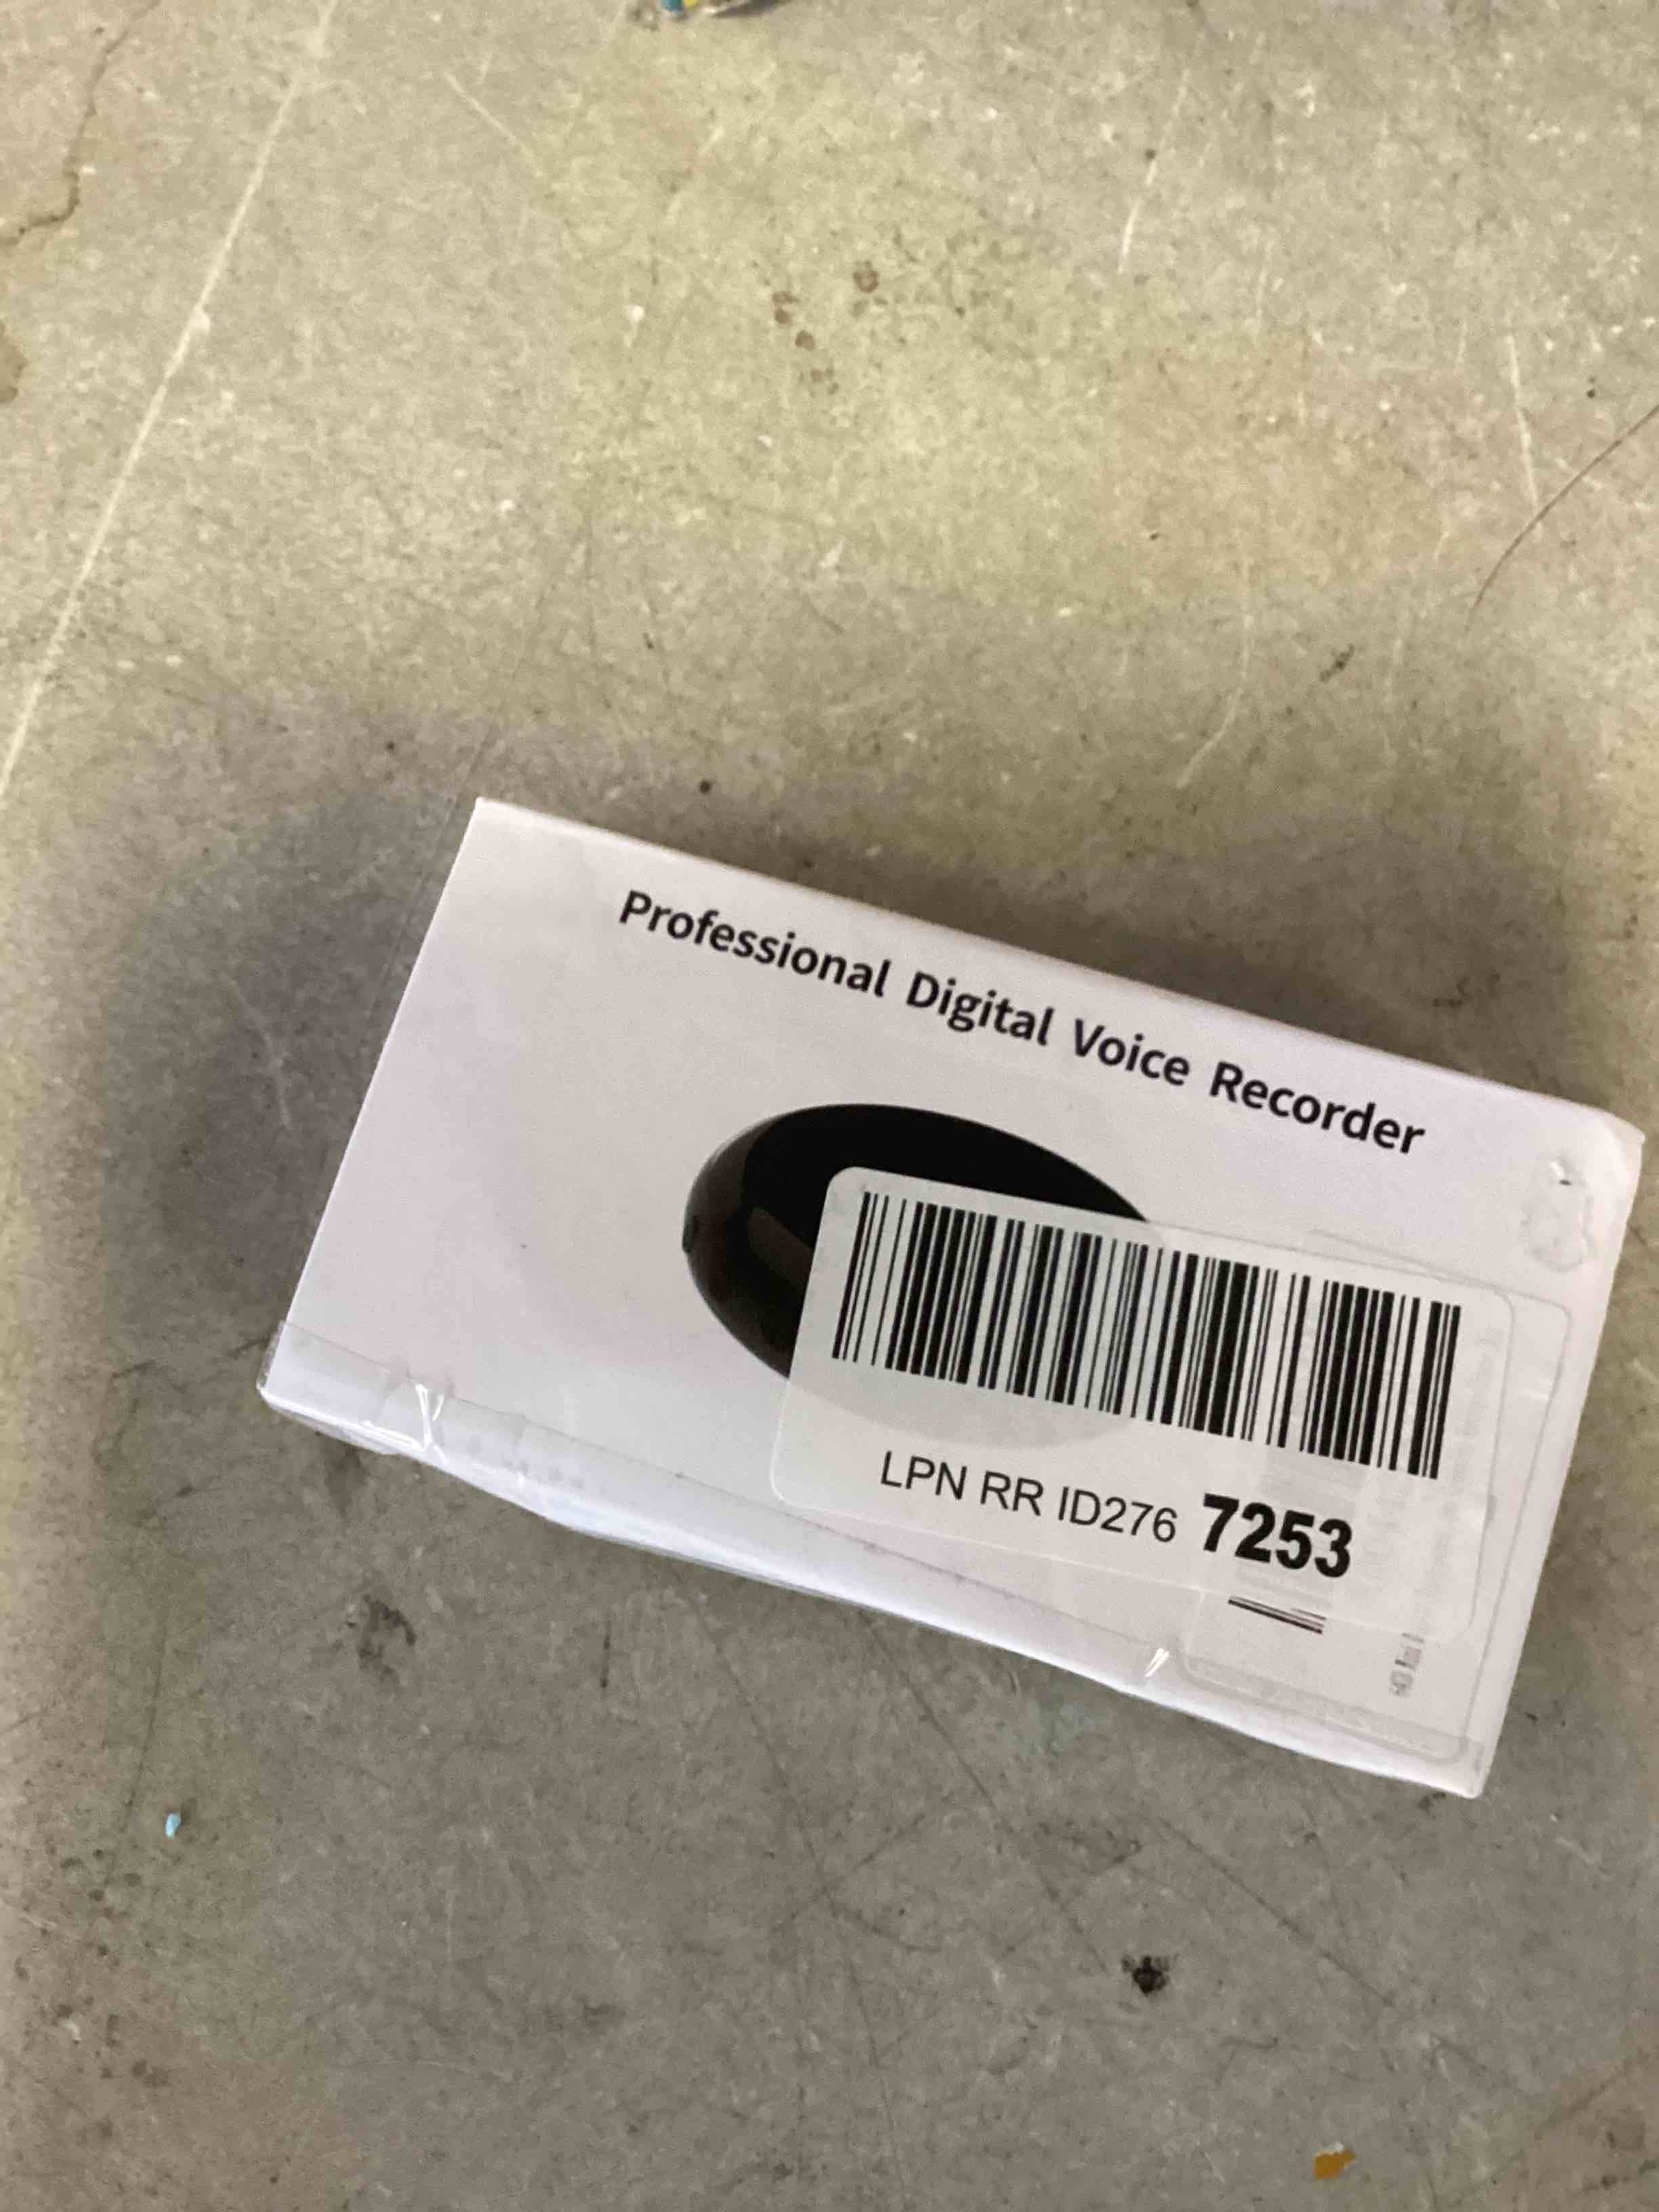 Professional Digital Voice Recorder
LPN RR ID276 7253